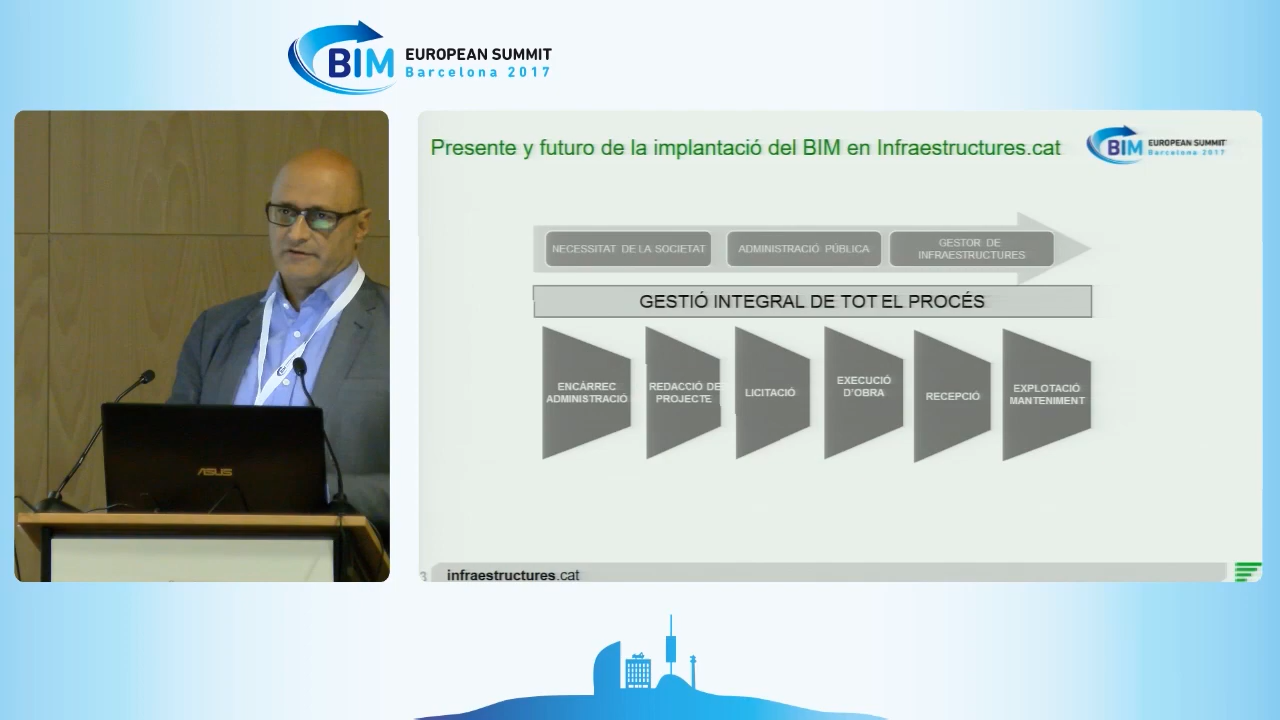 BIM EUROPEAN SUMMIT
Barcelona 2017
Presente y futuro de la implantació del BIM en Infraestructures.cat
BIM EUROPEAN SUMMIT
Barcelona 2017
NECESSITAT DE LA SOCIETAT
ADMINISTRACIÓ PÚBLICA
GESTOR DE
INFRAESTRUCTURES
GESTIÓ INTEGRAL DE TOT EL PROCÉS
ENCÀRREC
ADMINISTRACIÓ
REDACCIÓ DE
PROJECTE
LICITACIÓ
EXECUCIÓ
D'OBRA
RECEPCIÓ
EXPLOTACIÓ
MANTENIMENT
ASUS
3
infraestructures.cat